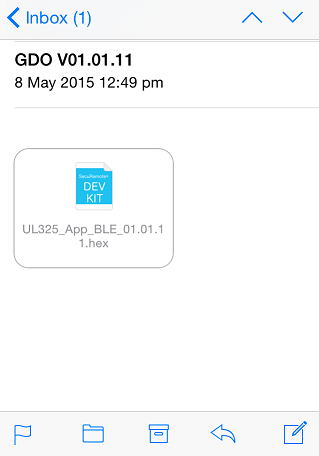 Inbox (1)
GDO V01.01.11
8 May 2015 12:49 pm
SecuRemote
DEV
KIT
UL325_App_BLE_01.01.1
1.hex